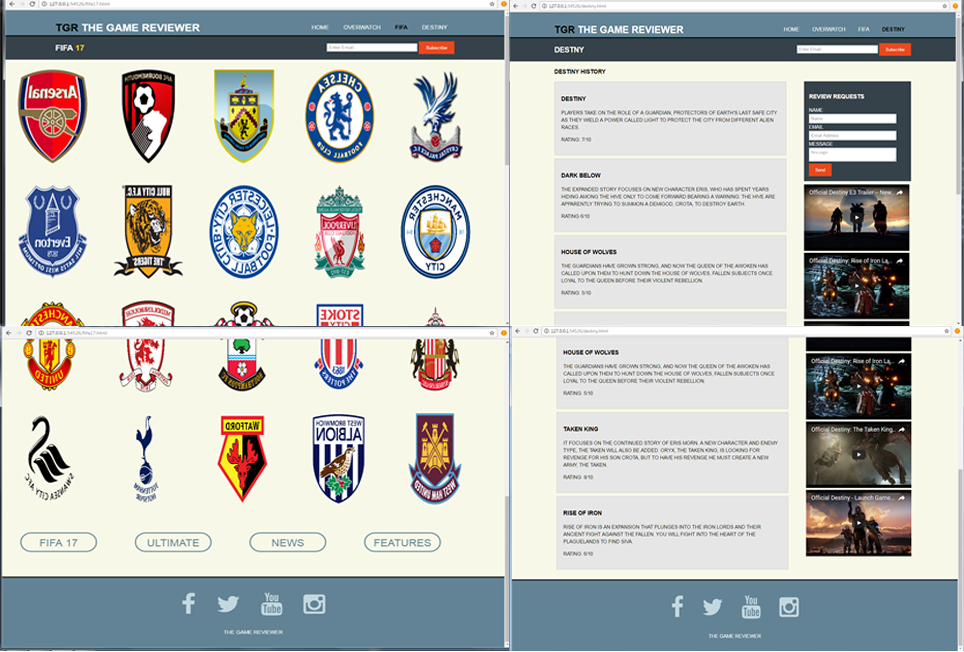 127.0.0.1:54526/fifa17.html
TGR THE GAME REVIEWER
HOME OVERWATCH FIFA DESTINY
FIFA 17
Enter Email... Subscribe
Arsenal
AFC BOURNEMOUTH
CHELSEA
FOOTBALL CLUB
CRYSTAL PALACE F.C.
Everton
1878
NIL SATIS NISI OPTIMUM
HULL CITY A.F.C.
THE TIGERS
LEICESTER CITY
FOOTBALL CLUB
LIVERPOOL
FOOTBALL CLUB
MANCHESTER
CITY
MANCHESTER
MIDDLESBROUGH
STOKE
CITY
127.0.0.1:54526/fifa17.html
UNITED
SOUTHAMPTON
1863
THE POTTERS
SWANSEA CITY AFC
TOTTENHAM
HOTSPUR
WATFORD
WEST BROMWICH
ALBION
WEST HAM UNITED
FIFA 17
ULTIMATE
NEWS
FEATURES
You
Tube
THE GAME REVIEWER
127.0.0.1:54526/destiny.html
TGR THE GAME REVIEWER
HOME OVERWATCH FIFA DESTINY
DESTINY
Enter Email... Subscribe
DESTINY HISTORY
DESTINY
PLAYERS TAKE ON THE ROLE OF A GUARDIAN, PROTECTORS OF EARTH'S LAST SAFE CITY
AS THEY WIELD A POWER CALLED LIGHT TO PROTECT THE CITY FROM DIFFERENT ALIEN
RACES.
RATING: 7/10
DARK BELOW
THE EXPANDED STORY FOCUSES ON NEW CHARACTER ERIS, WHO HAS SPENT YEARS
HIDING AMONG THE HIVE ONLY TO COME FORWARD BEARING A WARNING: THE HIVE ARE
APPARENTLY TRYING TO SUMMON A DEMIGOD, CROTA, TO DESTROY EARTH.
RATING 6/10
HOUSE OF WOLVES
THE GUARDIANS HAVE GROWN STRONG, AND NOW THE QUEEN OF THE AWOKEN HAS
CALLED UPON THEM TO HUNT DOWN THE HOUSE OF WOLVES, FALLEN SUBJECTS ONCE
LOYAL TO THE QUEEN BEFORE THEIR VIOLENT REBELLION.
RATING: 5/10
REVIEW REQUESTS
NAME
Name
EMAIL
Email Address
MESSAGE
Message
Send
Official Destiny E3 Trailer – New...
Official Destiny: Rise of Iron La...
127.0.0.1:54526/destiny.html
HOUSE OF WOLVES
THE GUARDIANS HAVE GROWN STRONG, AND NOW THE QUEEN OF THE AWOKEN HAS
CALLED UPON THEM TO HUNT DOWN THE HOUSE OF WOLVES, FALLEN SUBJECTS ONCE
LOYAL TO THE QUEEN BEFORE THEIR VIOLENT REBELLION.
RATING: 5/10
TAKEN KING
IT FOCUSES ON THE CONTINUED STORY OF ERIS MORN. A NEW CHARACTER AND ENEMY
TYPE, THE TAKEN WILL ALSO BE ADDED. ORYX, THE TAKEN KING, IS LOOKING FOR
REVENGE FOR HIS SON CROTA, BUT TO HAVE HIS REVENGE HE MUST CREATE A NEW
ARMY, THE TAKEN.
RATING: 8/10
RISE OF IRON
RISE OF IRON IS AN EXPANSION THAT PLUNGES INTO THE IRON LORDS AND THEIR
ANCIENT FIGHT AGAINST THE FALLEN. YOU WILL FIGHT INTO THE HEART OF THE
PLAGUELANDS TO FIND SIVA.
RATING: 6/10
Official Destiny: Rise of Iron La...
Official Destiny: The Taken King...
Official Destiny - Launch Game...
You
Tube
THE GAME REVIEWER